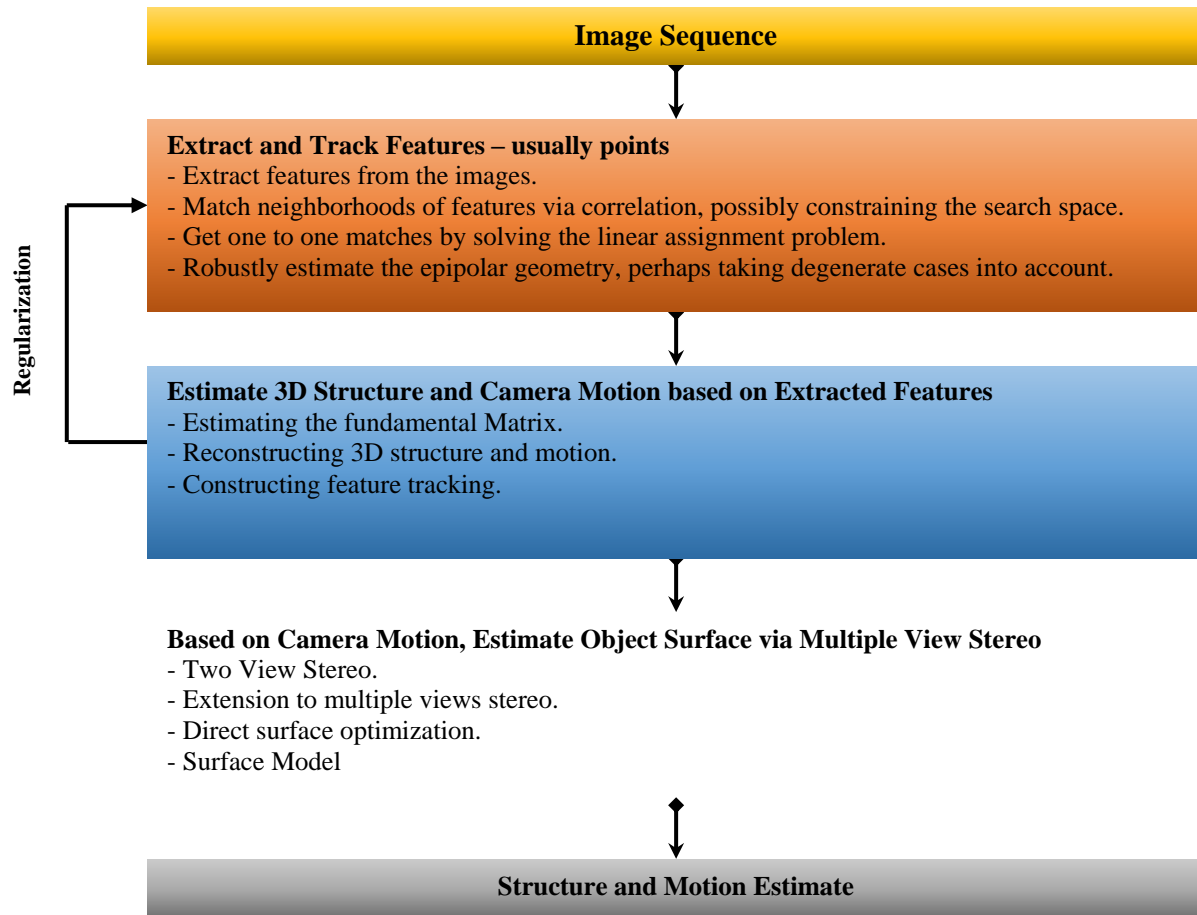 Image Sequence
Extract and Track Features – usually points
- Extract features from the images.
- Match neighborhoods of features via correlation, possibly constraining the search space.
- Get one to one matches by solving the linear assignment problem.
- Robustly estimate the epipolar geometry, perhaps taking degenerate cases into account.
Regularization
Estimate 3D Structure and Camera Motion based on Extracted Features
- Estimating the fundamental Matrix.
- Reconstructing 3D structure and motion.
- Constructing feature tracking.
Based on Camera Motion, Estimate Object Surface via Multiple View Stereo
- Two View Stereo.
- Extension to multiple views stereo.
- Direct surface optimization.
- Surface Model
Structure and Motion Estimate